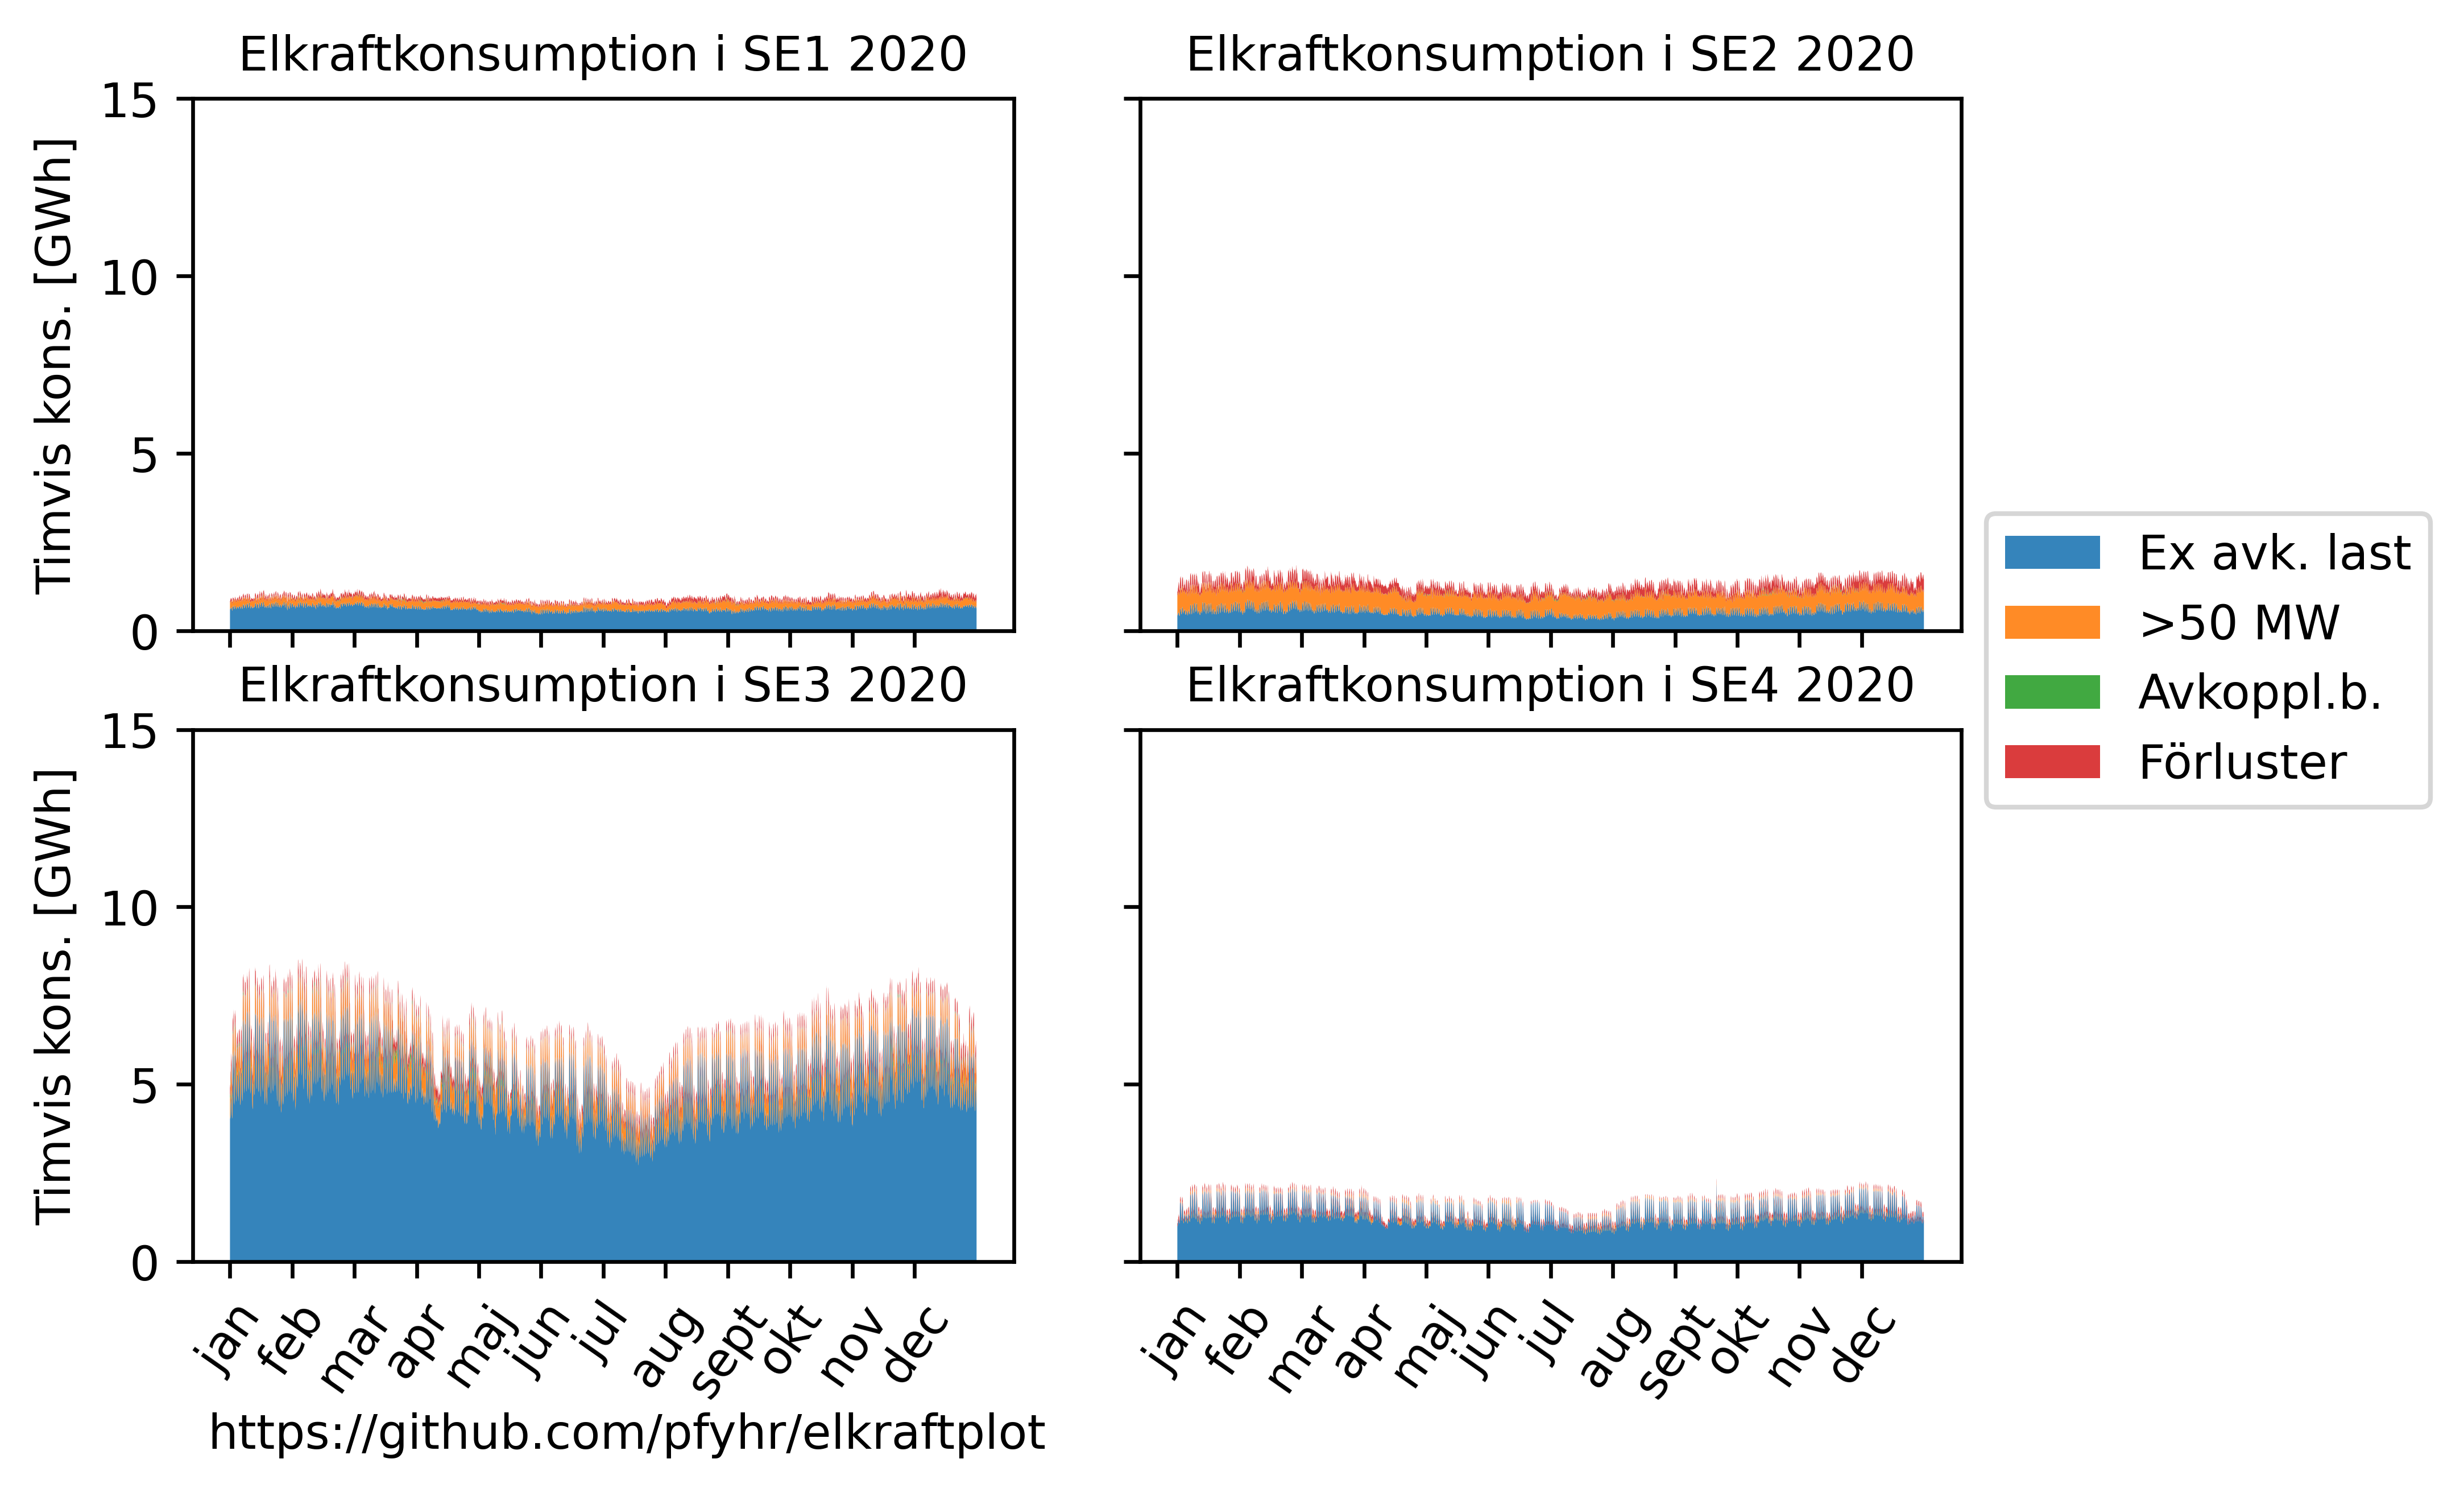 Elkraftkonsumption i SE1 2020
Timvis kons. [GWh]
15
10
5
0
Elkraftkonsumption i SE2 2020
Ex avk. last
>50 MW
Avkoppl.b.
Förluster
Elkraftkonsumption i SE3 2020
Timvis kons. [GWh]
15
10
5
0
jan feb mar apr maj jun jul aug sept okt nov dec
Elkraftkonsumption i SE4 2020
jan feb mar apr maj jun jul aug sept okt nov dec
https://github.com/pfyhr/elkraftplot